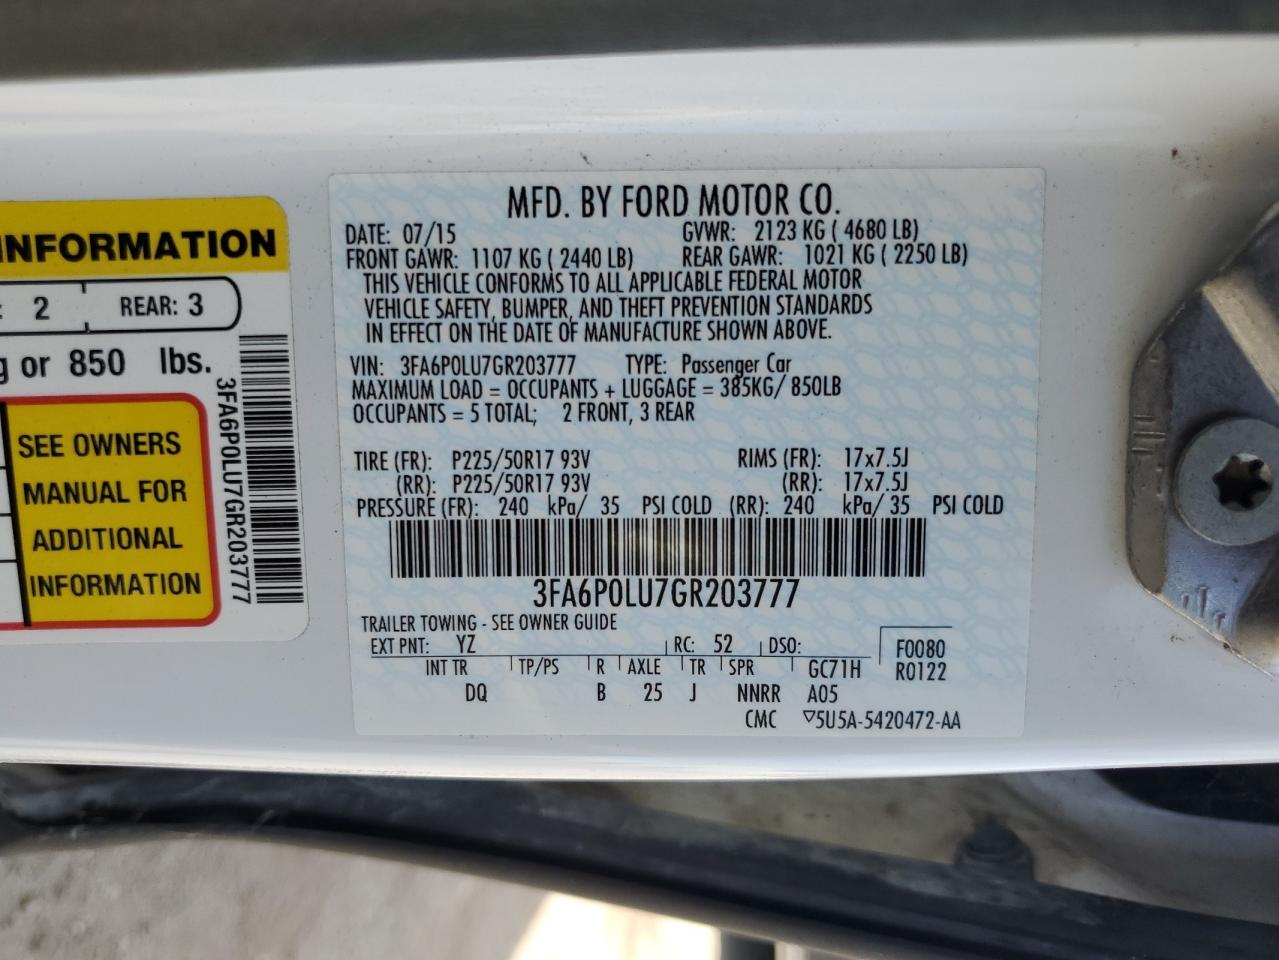 INFORMATION
: 2 REAR: 3
g or 850 lbs.
SEE OWNERS
MANUAL FOR
ADDITIONAL
INFORMATION
3FA6P0LU7GR203777
MFD. BY FORD MOTOR CO.
DATE: 07/15 GVWR: 2123 KG ( 4680 LB)
FRONT GAWR: 1107 KG ( 2440 LB) REAR GAWR: 1021 KG ( 2250 LB)
THIS VEHICLE CONFORMS TO ALL APPLICABLE FEDERAL MOTOR
VEHICLE SAFETY, BUMPER, AND THEFT PREVENTION STANDARDS
IN EFFECT ON THE DATE OF MANUFACTURE SHOWN ABOVE.
VIN: 3FA6P0LU7GR203777 TYPE: Passenger Car
MAXIMUM LOAD = OCCUPANTS + LUGGAGE = 385KG/ 850LB
OCCUPANTS = 5 TOTAL; 2 FRONT, 3 REAR
TIRE (FR): P225/50R17 93V RIMS (FR): 17x7.5J
(RR): P225/50R17 93V (RR): 17x7.5J
PRESSURE (FR): 240 kPa/ 35 PSI COLD (RR): 240 kPa/ 35 PSI COLD
3FA6P0LU7GR203777
TRAILER TOWING - SEE OWNER GUIDE
EXT PNT: YZ RC: 52 DSO: F0080
INT TR TP/PS R AXLE TR SPR GC71H R0122
DQ B 25 J NNRR A05
CMC ▽5U5A-5420472-AA